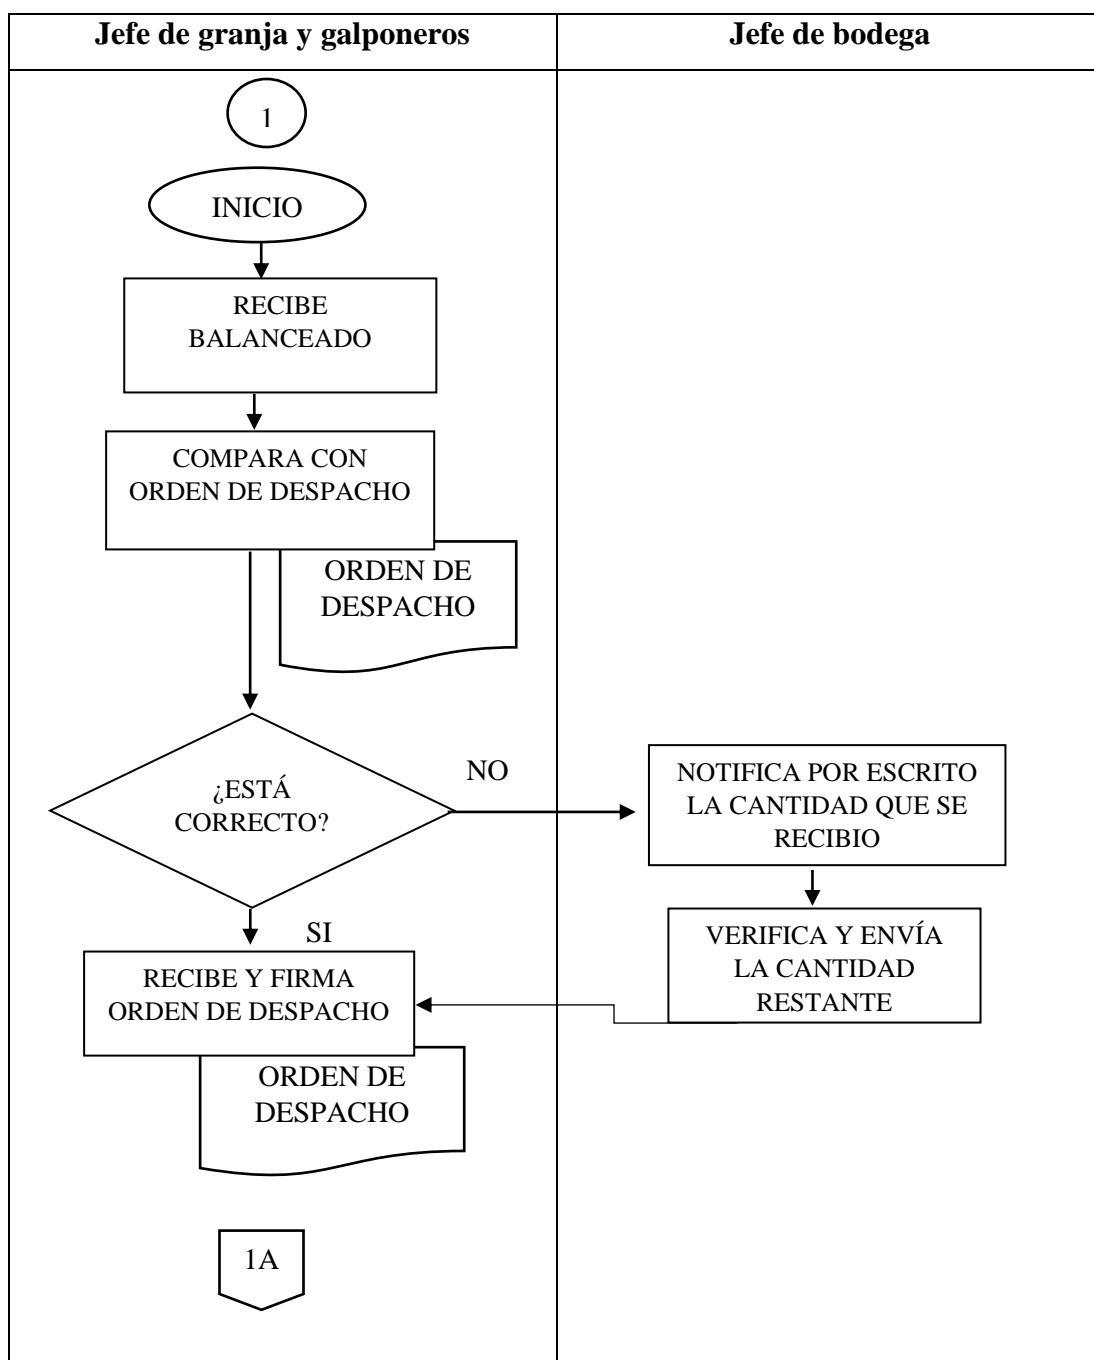 Jefe de granja y galponeros
Jefe de bodega
1
INICIO
RECIBE
BALANCEADO
COMPARA CON
ORDEN DE DESPACHO
ORDEN DE
DESPACHO
¿ESTÁ
CORRECTO?
NO
NOTIFICA POR ESCRITO
LA CANTIDAD QUE SE
RECIBIO
VERIFICA Y ENVÍA
LA CANTIDAD
RESTANTE
SI
RECIBE Y FIRMA
ORDEN DE DESPACHO
ORDEN DE
DESPACHO
1A